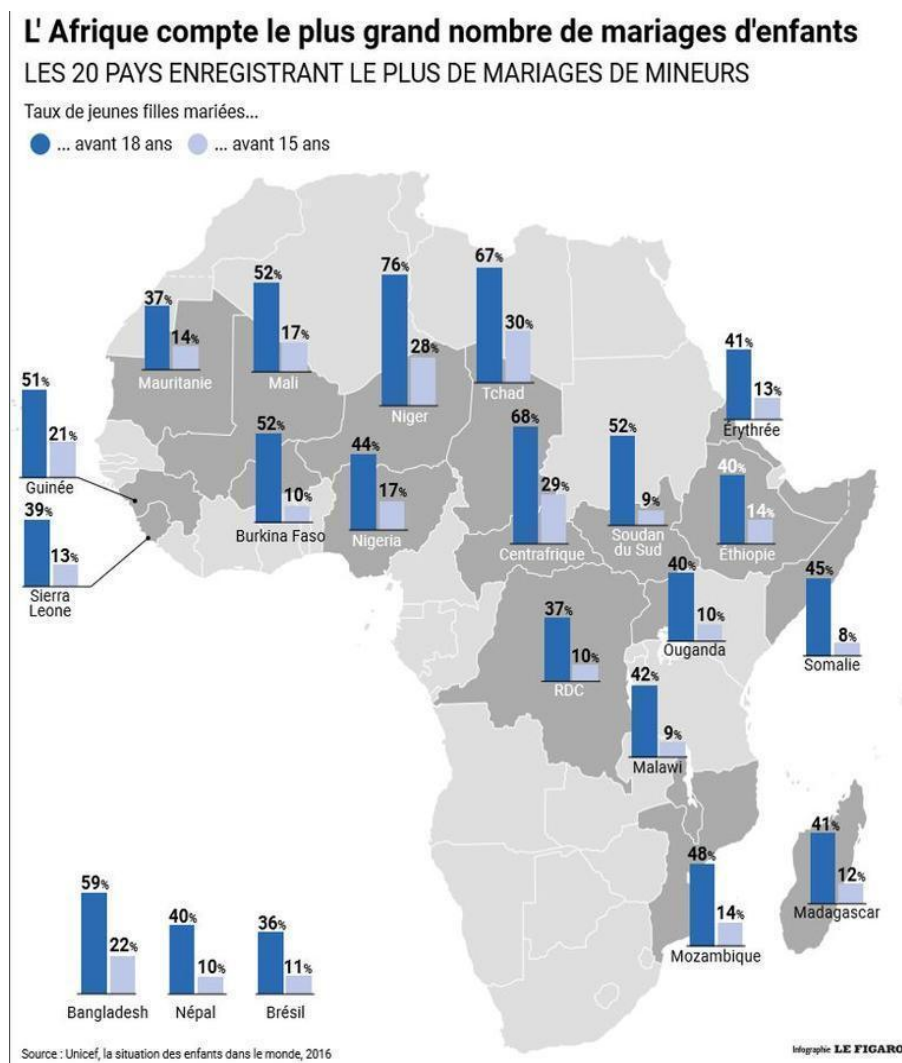 L' Afrique compte le plus grand nombre de mariages d'enfants
LES 20 PAYS ENREGISTRANT LE PLUS DE MARIAGES DE MINEURS
Taux de jeunes filles mariées...
... avant 18 ans ... avant 15 ans
37% 14%
Mauritanie
52% 17%
Mali
76% 28%
Niger
67% 30%
Tchad
41% 13%
Érythrée
51% 21%
Guinée
52% 10%
Burkina Faso
44% 17%
Nigeria
68% 29%
Centrafrique
52% 9%
Soudan
du Sud
40% 14%
Éthiopie
39% 13%
Sierra
Leone
37% 10%
RDC
40% 10%
Ouganda
45% 8%
Somalie
42% 9%
Malawi
48% 14%
Mozambique
41% 12%
Madagascar
59% 22%
Bangladesh
40% 10%
Népal
36% 11%
Brésil
Source : Unicef, la situation des enfants dans le monde, 2016
Infographie LE FIGARO